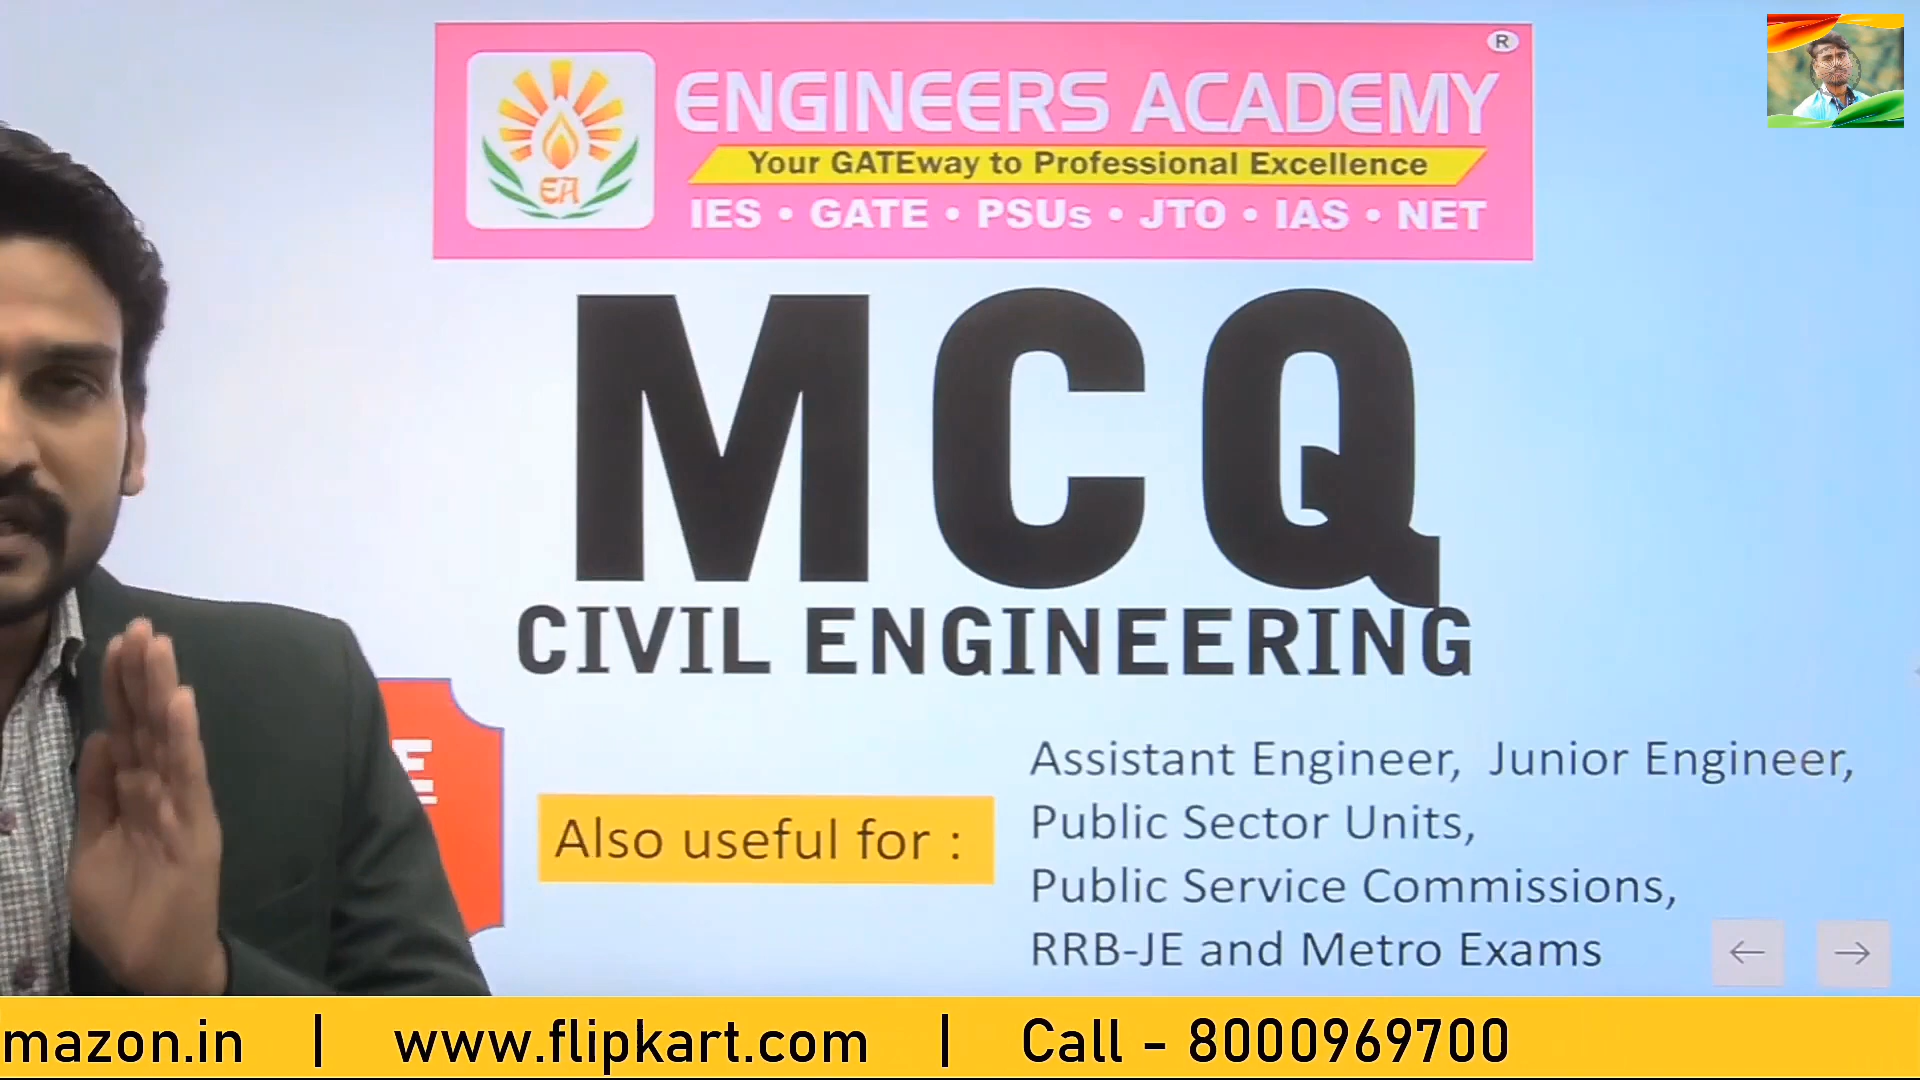 ENGINEERS ACADEMY
®
Your GATEway to Professional Excellence
EA
IES • GATE • PSUs • JTO • IAS • NET
MCQ
CIVIL ENGINEERING
E
Also useful for :
Assistant Engineer, Junior Engineer,
Public Sector Units,
Public Service Commissions,
RRB-JE and Metro Exams
mazon.in | www.flipkart.com | Call - 8000969700